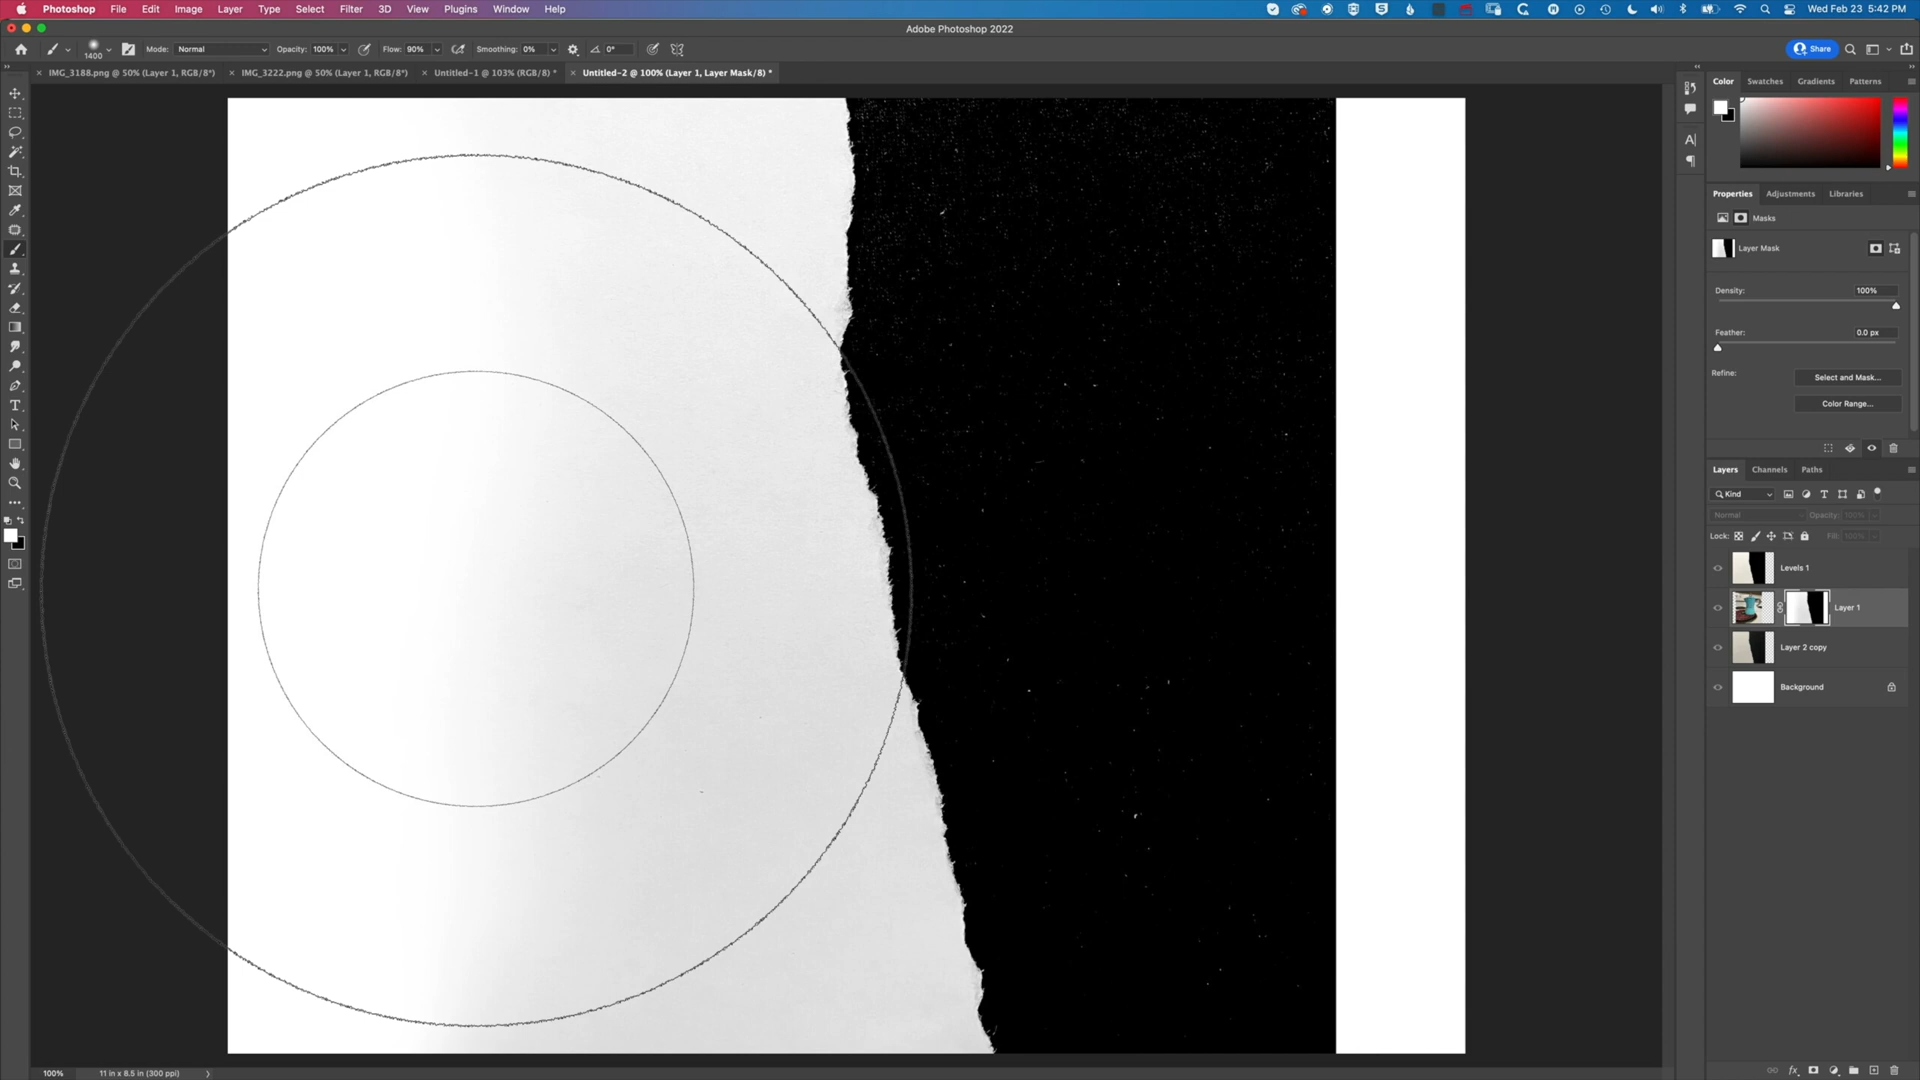 Photoshop File Edit Image Layer Type Select Filter 3D View Plugins Window Help
Wed Feb 23 5:42 PM
Adobe Photoshop 2022
1400
Mode: Normal
Opacity: 100%
Flow: 90%
Smoothing: 0%
0°
Share
IMG_3188.png @ 50% (Layer 1, RGB/8*)
IMG_3222.png @ 50% (Layer 1, RGB/8*)
Untitled-1 @ 103% (RGB/8) *
Untitled-2 @ 100% (Layer 1, Layer Mask/8) *
Color Swatches Gradients Patterns
Properties Adjustments Libraries
Masks
Layer Mask
Density: 100%
Feather: 0.0 px
Refine: Select and Mask...
Color Range...
Layers Channels Paths
Kind
Normal Opacity: 100%
Lock: Fill: 100%
Levels 1
Layer 1
Layer 2 copy
Background
fx
100% 11 in x 8.5 in (300 ppi)